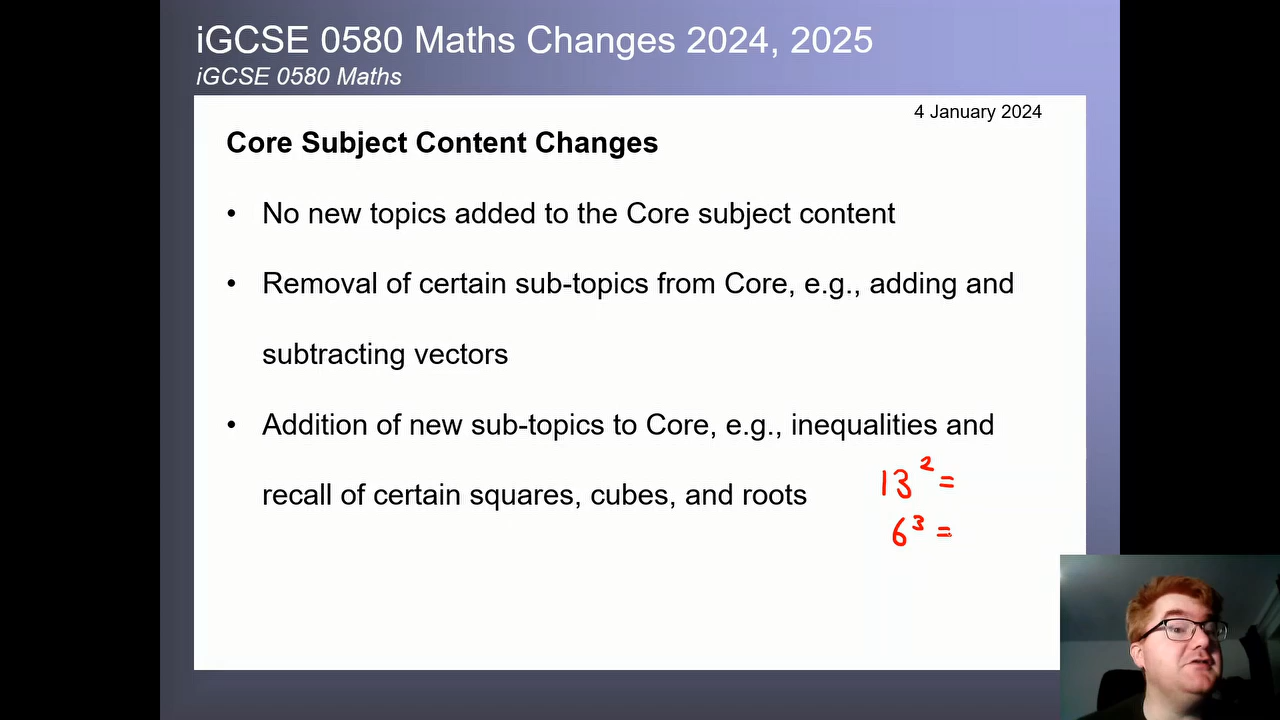 iGCSE 0580 Maths Changes 2024, 2025
iGCSE 0580 Maths
4 January 2024
Core Subject Content Changes
• No new topics added to the Core subject content
• Removal of certain sub-topics from Core, e.g., adding and
subtracting vectors
• Addition of new sub-topics to Core, e.g., inequalities and
recall of certain squares, cubes, and roots
13² =
6³ =